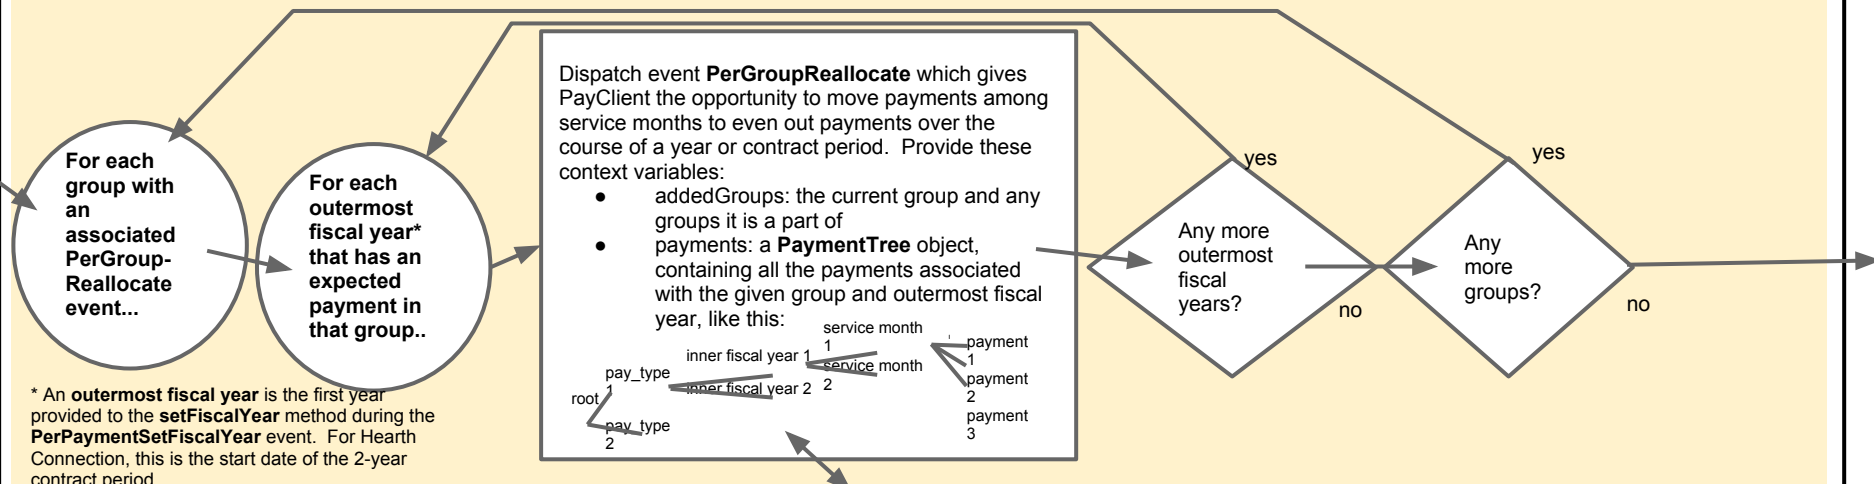 For each
group with
an
associated
PerGroup-
Reallocate
event...
For each
outermost
fiscal year*
that has an
expected
payment in
that group..
* An outermost fiscal year is the first year
provided to the setFiscalYear method during the
PerPaymentSetFiscalYear event.  For Hearth
Connection, this is the start date of the 2-year
contract period
Dispatch event PerGroupReallocate which gives
PayClient the opportunity to move payments among
service months to even out payments over the
course of a year or contract period.  Provide these
context variables:
● addedGroups: the current group and any
groups it is a part of
● payments: a PaymentTree object,
containing all the payments associated
with the given group and outermost fiscal
year, like this:
root
pay_type
1
pay_type
2
inner fiscal year 1
inner fiscal year 2
service month
1
service month
2
payment
1
payment
2
payment
3
Any more
outermost
fiscal
years?
yes
no
Any
more
groups?
yes
no